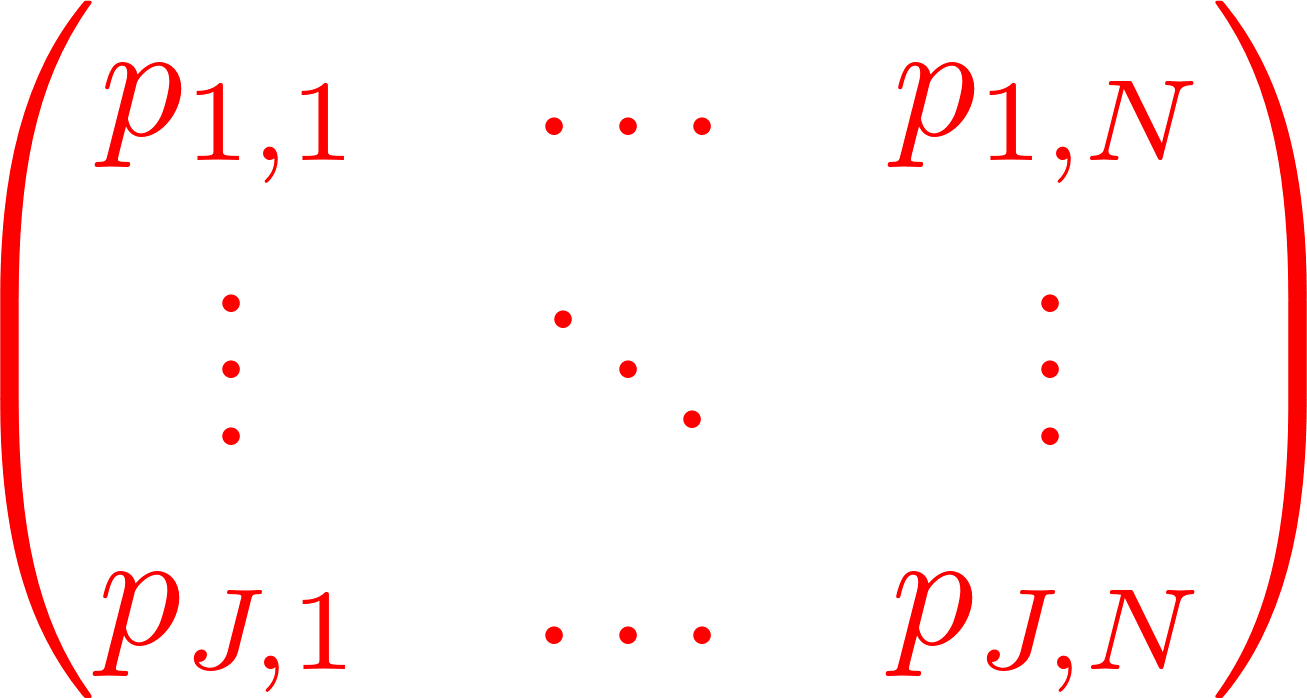 p_{1,1} ⋯ p_{1,N}
⋮ ⋱ ⋮
p_{J,1} ⋯ p_{J,N}